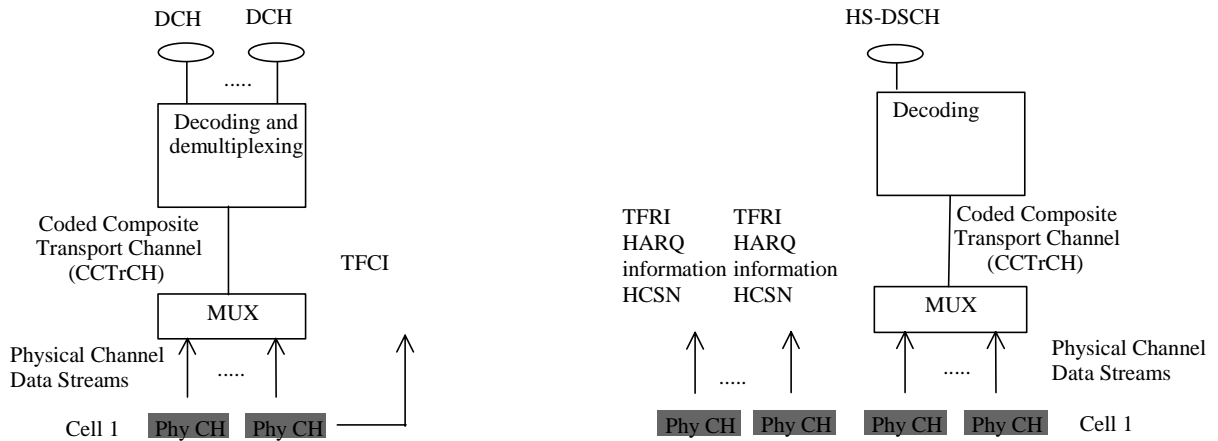 DCH DCH
.....
Decoding and
demultiplexing
Coded Composite
Transport Channel
(CCTrCH)
TFCI
MUX
Physical Channel
Data Streams
.....
Cell 1 Phy CH Phy CH
HS-DSCH
Decoding
TFRI
HARQ
information
HCSN
TFRI
HARQ
information
HCSN
Coded Composite
Transport Channel
(CCTrCH)
MUX
.....
.....
Physical Channel
Data Streams
Phy CH Phy CH Phy CH Phy CH Cell 1